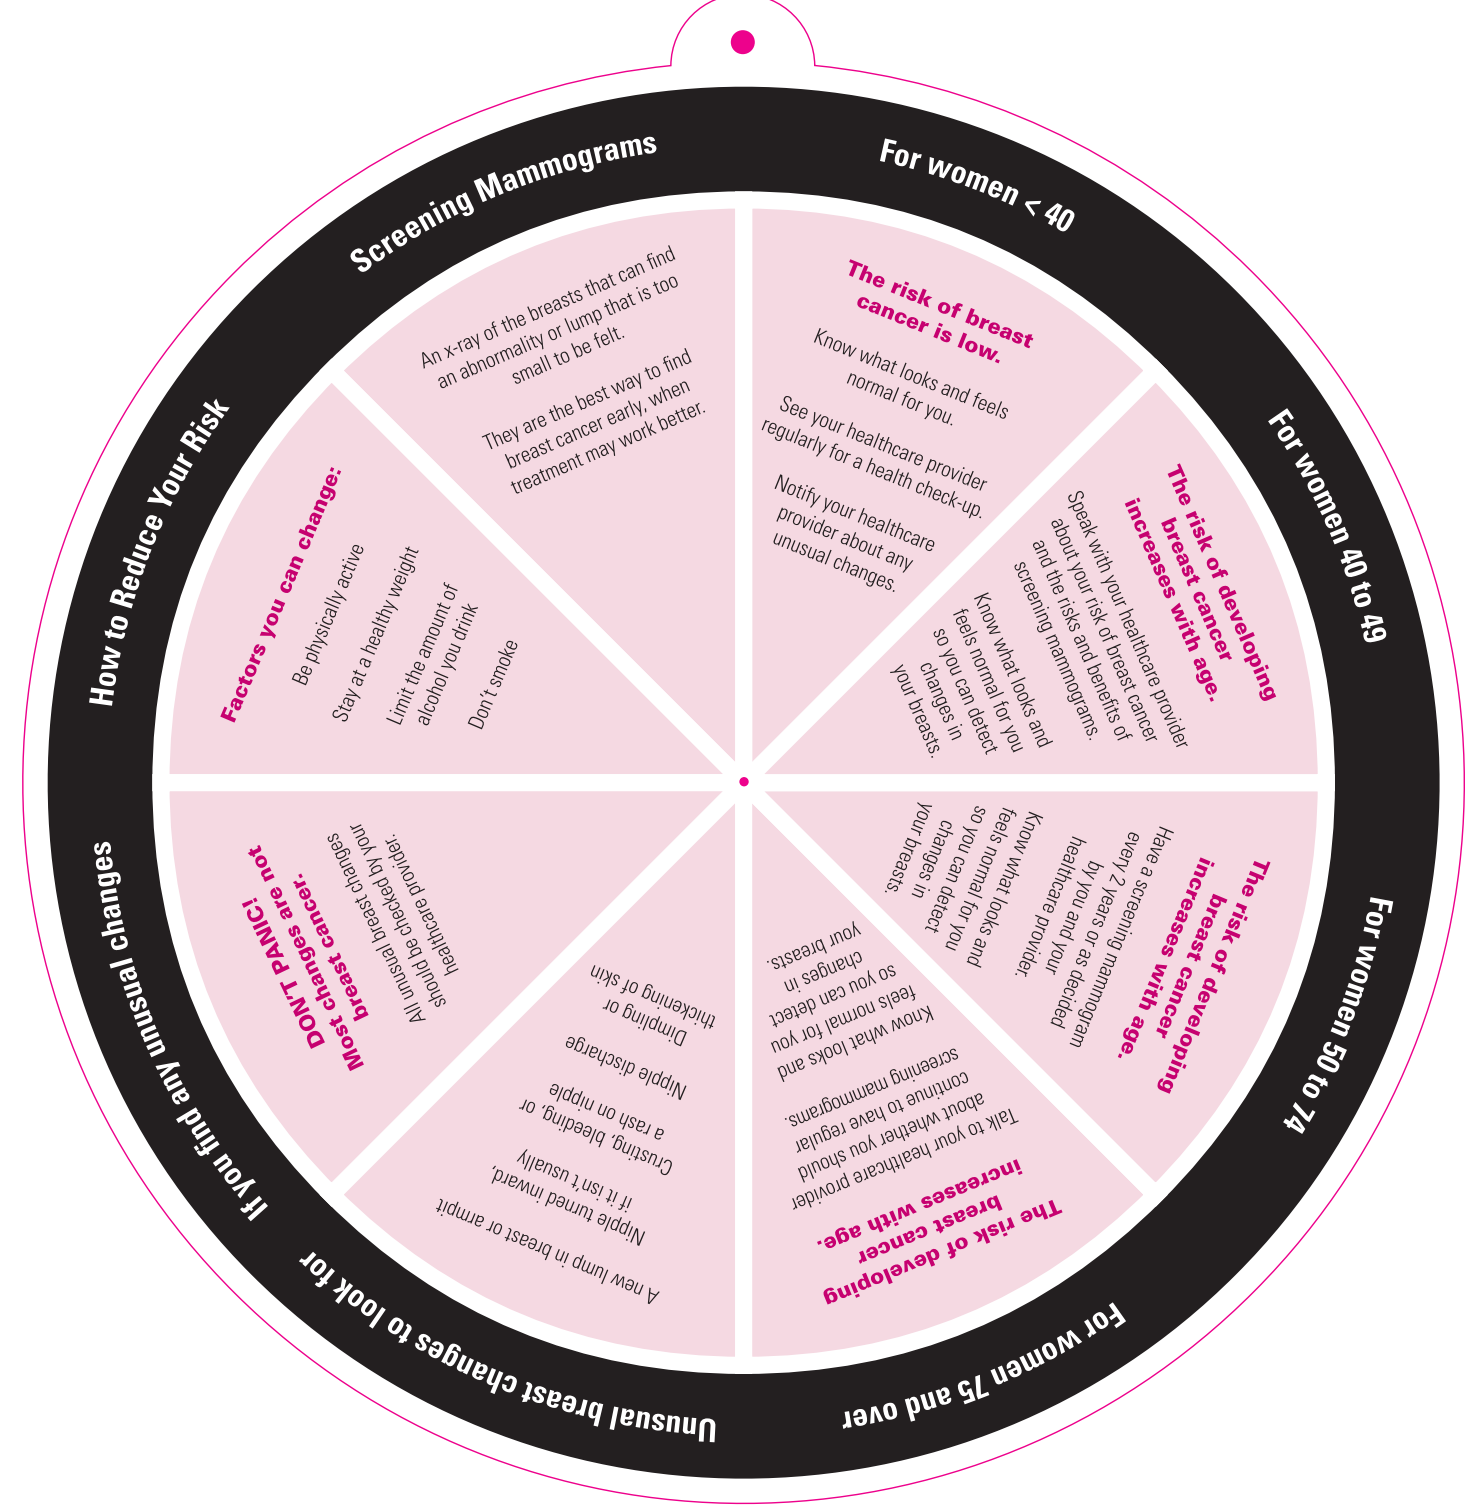 For women < 40
The risk of breast
cancer is low.
Know what looks and feels
normal for you.
See your healthcare provider
regularly for a health check-up.
Notify your healthcare
provider about any
unusual changes.
For women 40 to 49
The risk of developing
breast cancer
increases with age.
Speak with your healthcare provider
about your risk of breast cancer
and the risks and benefits of
screening mammograms.
Know what looks and
feels normal for you
so you can detect
changes in
your breasts.
For women 50 to 74
The risk of developing
breast cancer
increases with age.
Have a screening mammogram
every 2 years or as decided
by you and your
healthcare provider.
Know what looks and
feels normal for you
so you can detect
changes in
your breasts.
For women 75 and over
The risk of developing
breast cancer
increases with age.
Talk to your healthcare provider
about whether you should
continue to have regular
screening mammograms.
Know what looks and
feels normal for you
so you can detect
changes in
your breasts.
Unusual breast changes to look for
A new lump in breast or armpit
Nipple turned inward,
if it isn't usually
Crusting, bleeding, or
a rash on nipple
Nipple discharge
Dimpling or
thickening of skin
If you find any unusual changes
DON'T PANIC!
Most changes are not
breast cancer.
All unusual breast changes
should be checked by your
healthcare provider.
How to Reduce Your Risk
Factors you can change:
Be physically active
Stay at a healthy weight
Limit the amount of
alcohol you drink
Don't smoke
Screening Mammograms
An x-ray of the breasts that can find
an abnormality or lump that is too
small to be felt.
They are the best way to find
breast cancer early, when
treatment may work better.